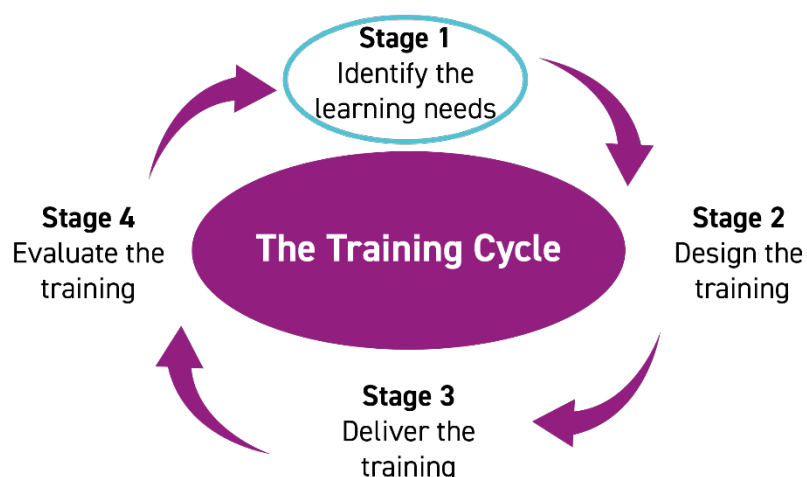 Stage 1
Identify the
learning needs
The Training Cycle
Stage 2
Design the
training
Stage 3
Deliver the
training
Stage 4
Evaluate the
training